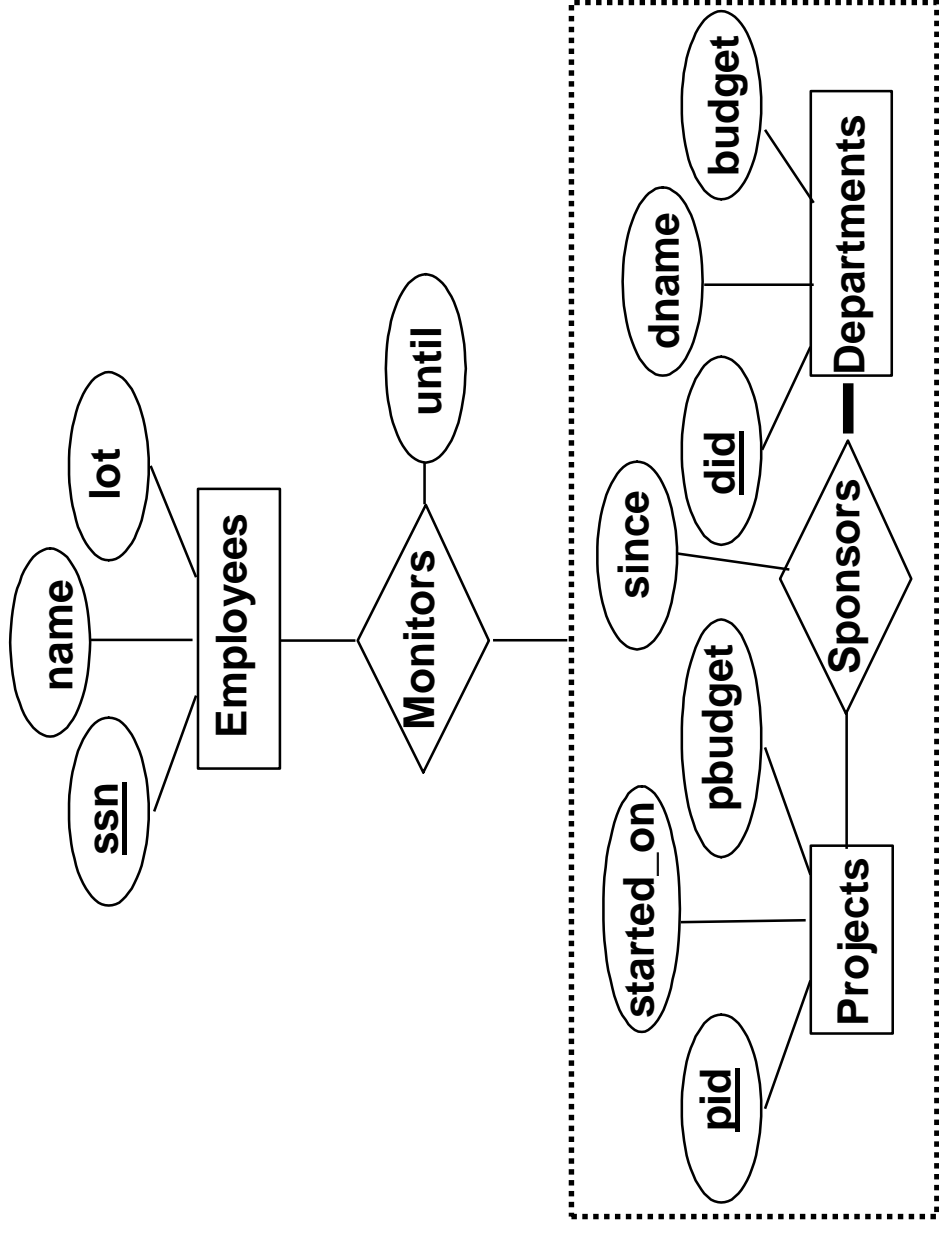 name
ssn
lot
Employees
Monitors
until
started_on
since
dname
pid
pbudget
did
budget
Projects
Sponsors
Departments